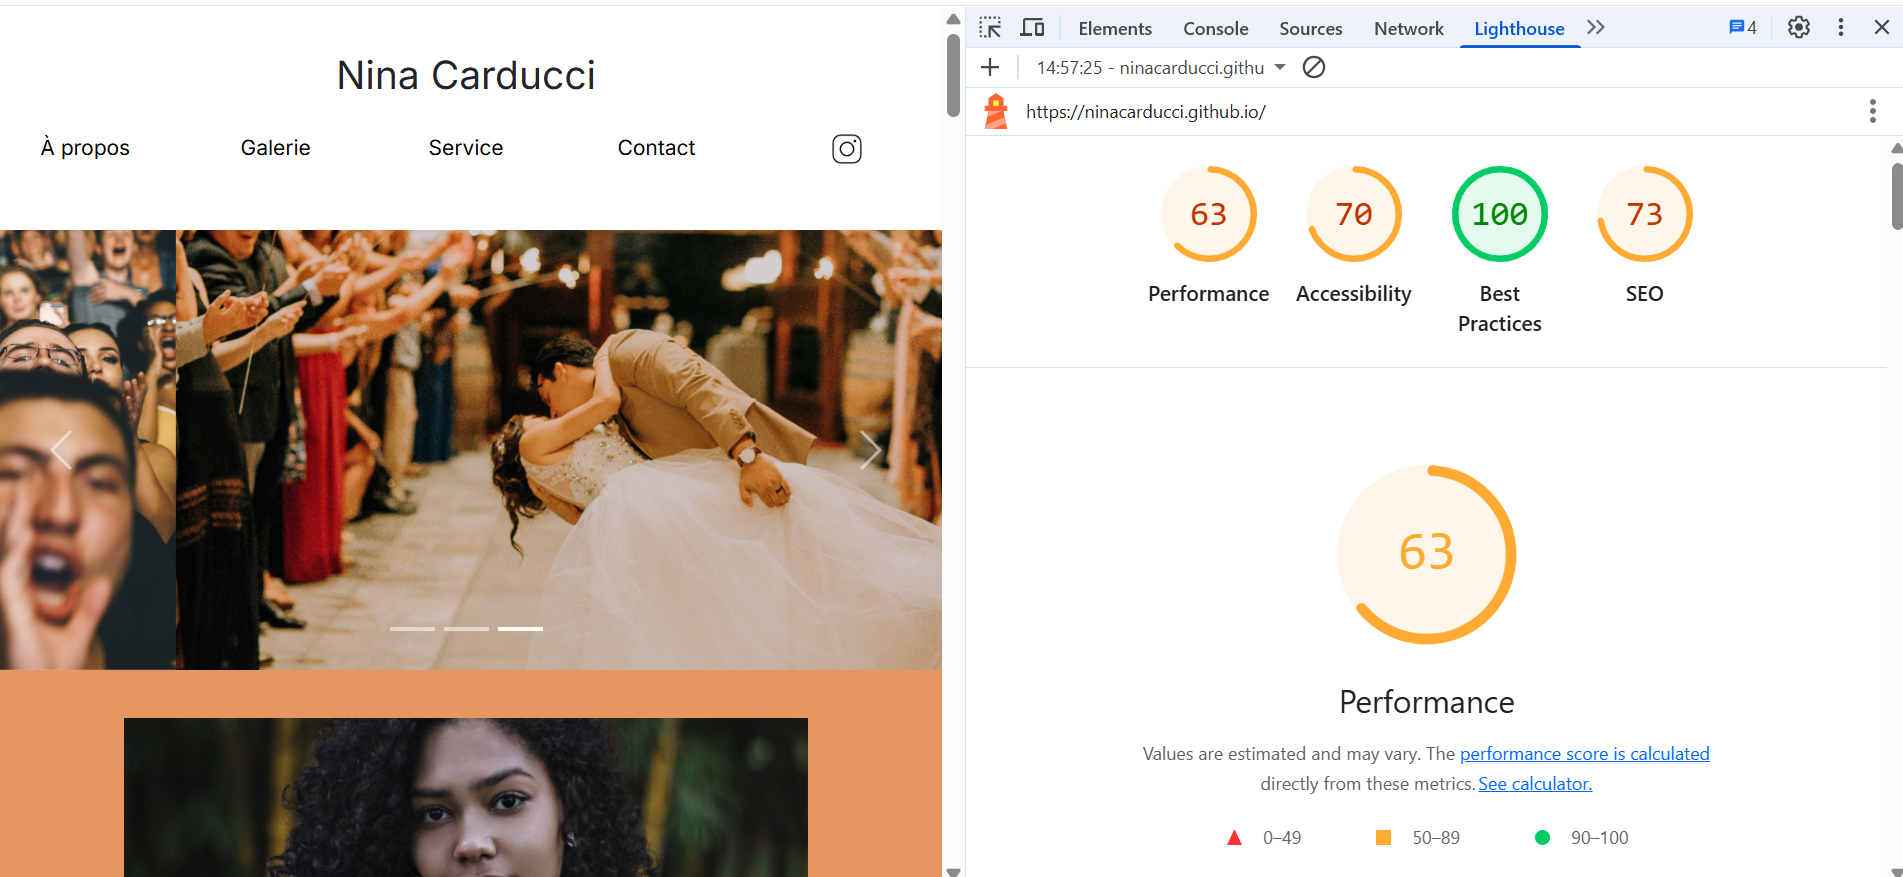 Nina Carducci
À propos
Galerie
Service
Contact
Elements
Console
Sources
Network
Lighthouse
4
14:57:25 - ninacarducci.githu
https://ninacarducci.github.io/
63
70
100
73
Performance
Accessibility
Best
Practices
SEO
63
Performance
Values are estimated and may vary. The performance score is calculated
directly from these metrics. See calculator.
0–49
50–89
90–100